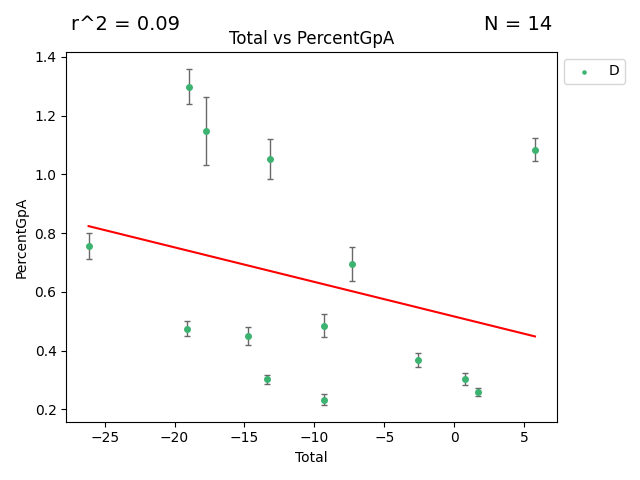 r^2 = 0.09
N = 14
Total vs PercentGpA
D
1.4
1.2
1.0
0.8
0.6
0.4
0.2
PercentGpA
−25
−20
−15
−10
−5
0
5
Total